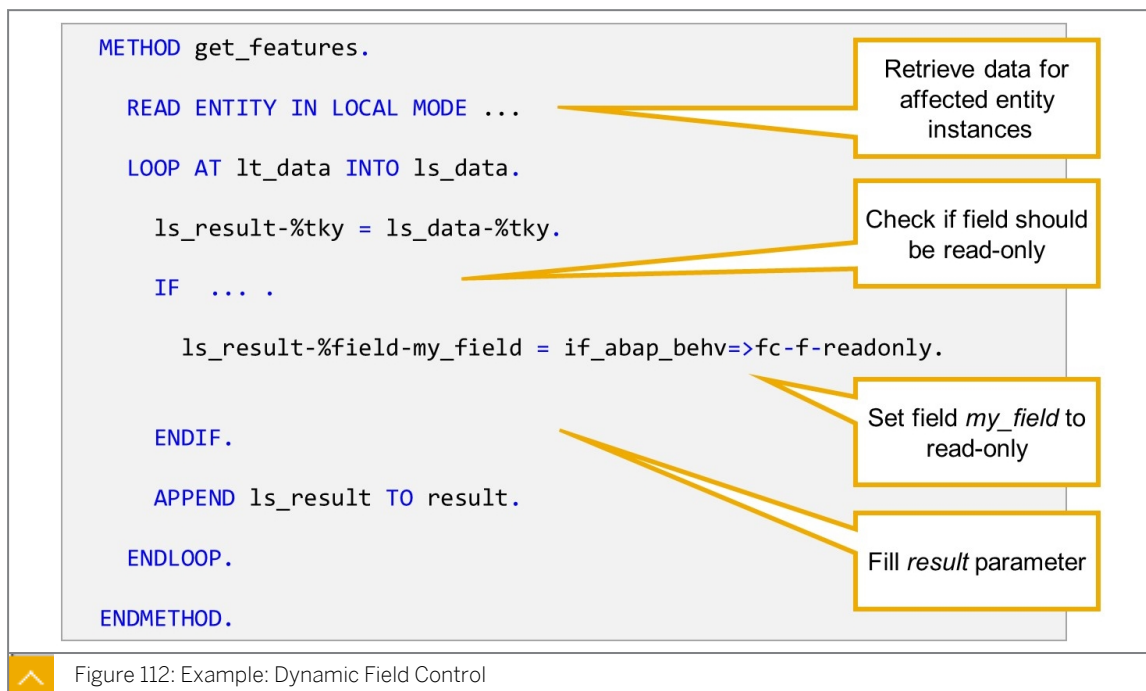 METHOD get_features.
READ ENTITY IN LOCAL MODE ...
LOOP AT lt_data INTO ls_data.
ls_result-%tky = ls_data-%tky.
IF ... .
ls_result-%field-my_field = if_abap_behv=>fc-f-readonly.
ENDIF.
APPEND ls_result TO result.
ENDLOOP.
ENDMETHOD.
Retrieve data for
affected entity
instances
Check if field should
be read-only
Set field my_field to
read-only
Fill result parameter
Figure 112: Example: Dynamic Field Control